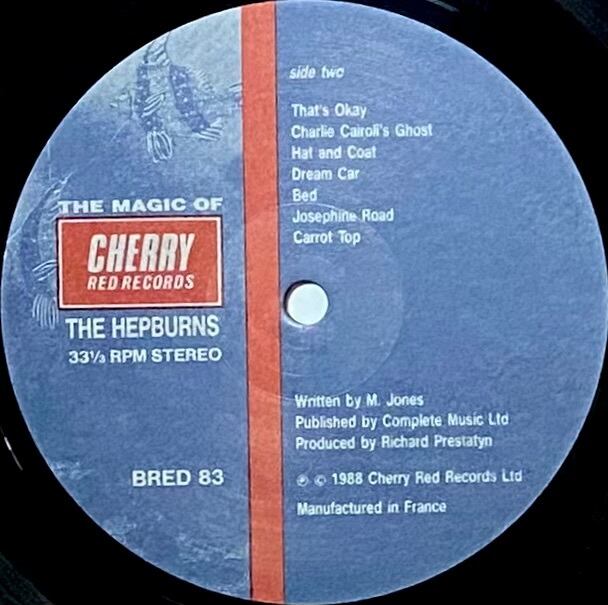 THE MAGIC OF
CHERRY
RED RECORDS
THE HEPBURNS
33⅓ RPM STEREO
BRED 83
side two
That's Okay
Charlie Cairoli's Ghost
Hat and Coat
Dream Car
Bed
Josephine Road
Carrot Top
Written by M. Jones
Published by Complete Music Ltd
Produced by Richard Prestatyn
℗ © 1988 Cherry Red Records Ltd
Manufactured in France